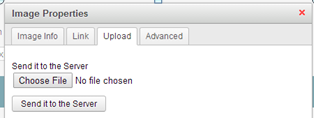 Image Properties
Image Info Link Upload Advanced
Send it to the Server
Choose File No file chosen
Send it to the Server